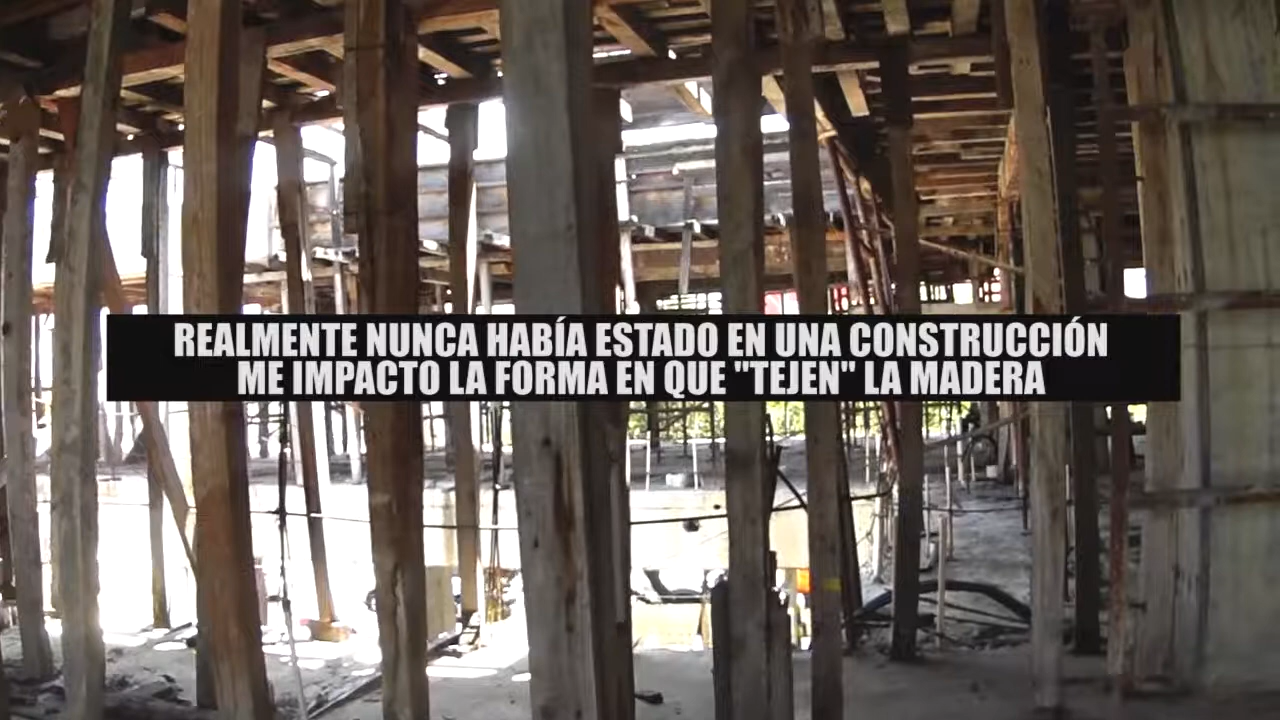 REALMENTE NUNCA HABÍA ESTADO EN UNA CONSTRUCCIÓN
ME IMPACTO LA FORMA EN QUE "TEJEN" LA MADERA